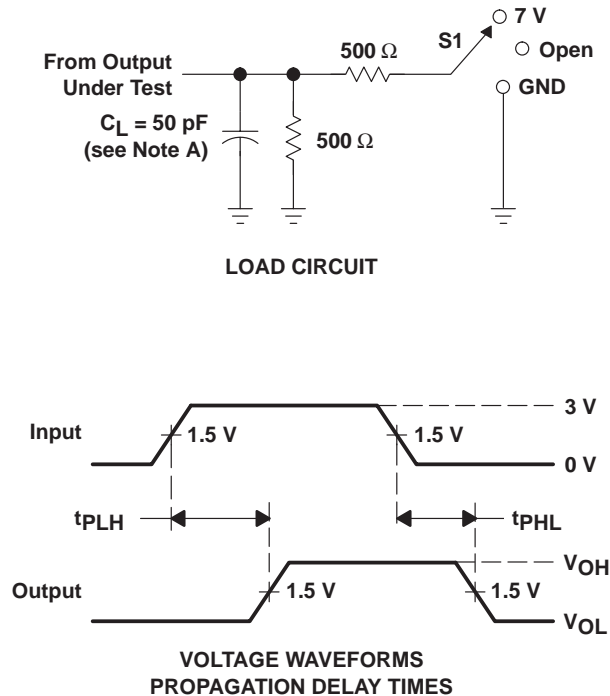 7 V
S1
Open
500 Ω
From Output
Under Test
GND
CL = 50 pF
(see Note A)
500 Ω
LOAD CIRCUIT
3 V
Input
1.5 V
1.5 V
0 V
tPLH
tPHL
VOH
Output
1.5 V
1.5 V
VOL
VOLTAGE WAVEFORMS
PROPAGATION DELAY TIMES